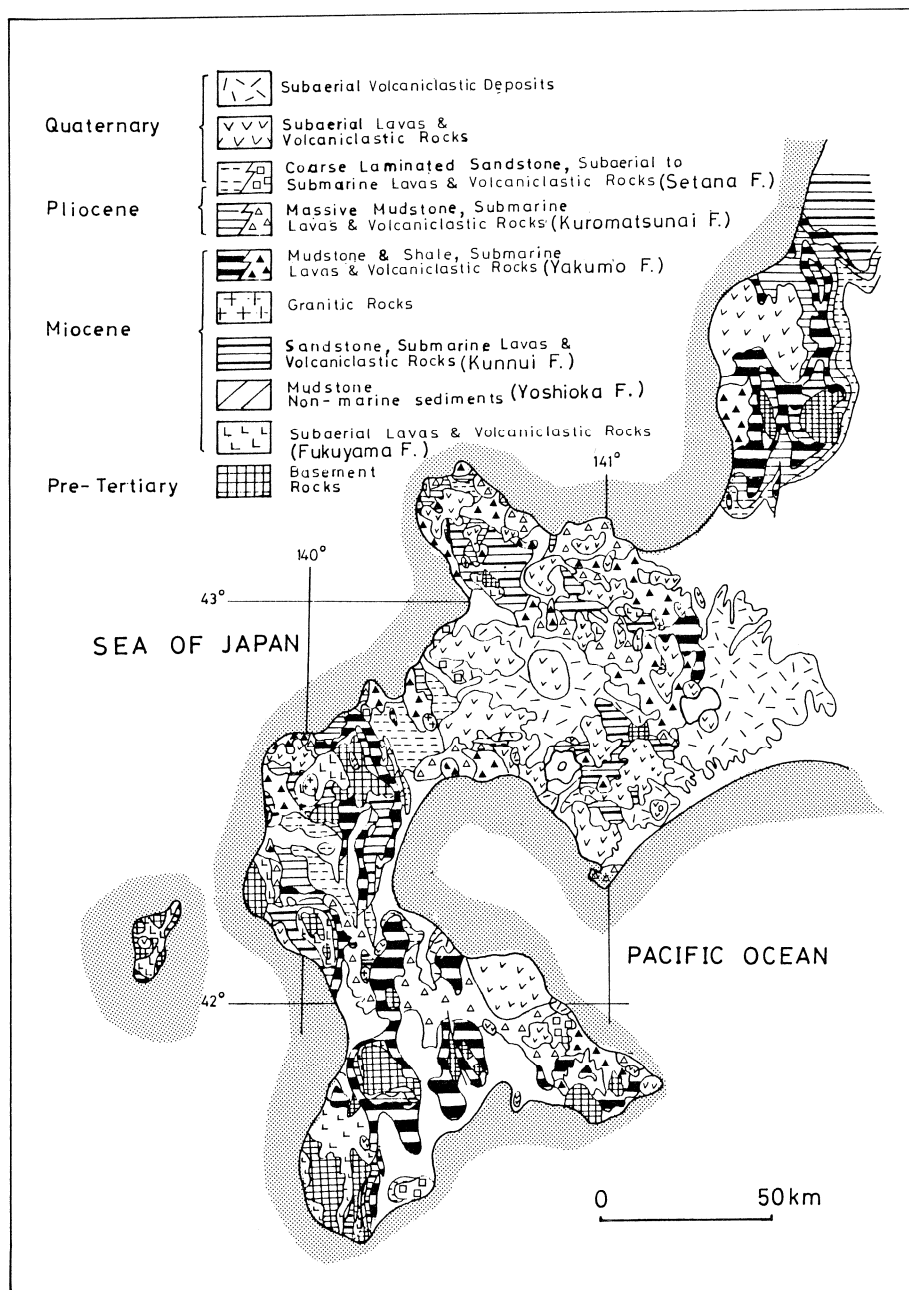 Quaternary
Subaerial Volcaniclastic Deposits
Subaerial Lavas &
Volcaniclastic Rocks
Coarse Laminated Sandstone, Subaerial to
Submarine Lavas & Volcaniclastic Rocks (Setana F.)
Pliocene
Massive Mudstone, Submarine
Lavas & Volcaniclastic Rocks (Kuromatsunai F.)
Miocene
Mudstone & Shale, Submarine
Lavas & Volcaniclastic Rocks (Yakumo F.)
Granitic Rocks
Sandstone, Submarine Lavas &
Volcaniclastic Rocks (Kunnui F.)
Mudstone
Non-marine sediments (Yoshioka F.)
Subaerial Lavas & Volcaniclastic Rocks
(Fukuyama F.)
Pre-Tertiary
Basement
Rocks
141°
140°
43°
SEA OF JAPAN
PACIFIC OCEAN
42°
0 50 km